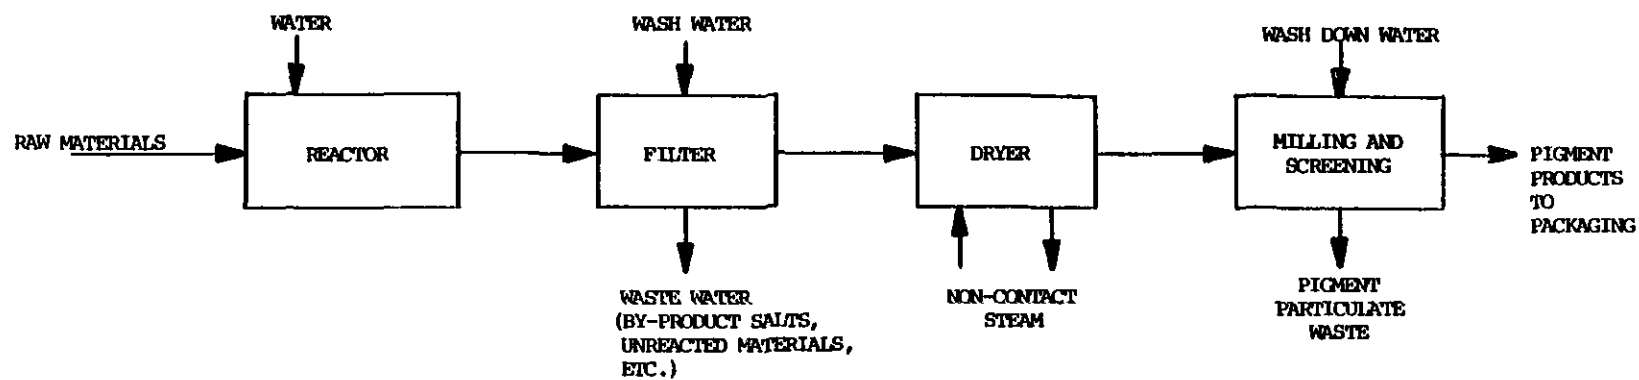 WATER
WASH WATER
WASH DOWN WATER
RAW MATERIALS
REACTOR
FILTER
DRYER
MILLING AND
SCREENING
PIGMENT
PRODUCTS
TO
PACKAGING
WASTE WATER
(BY-PRODUCT SALTS,
UNREACTED MATERIALS,
ETC.)
NON-CONTACT
STEAM
PIGMENT
PARTICULATE
WASTE